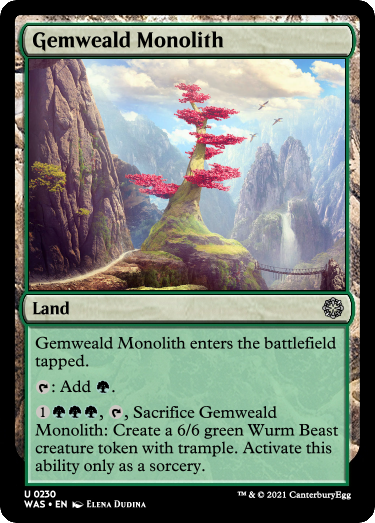 Gemweald Monolith
Land
Gemweald Monolith enters the battlefield
tapped.
: Add .
1 , , Sacrifice Gemweald
Monolith: Create a 6/6 green Wurm Beast
creature token with trample. Activate this
ability only as a sorcery.
U 0230
WAS • EN Elena Dudina
™ & © 2021 CanterburyEgg